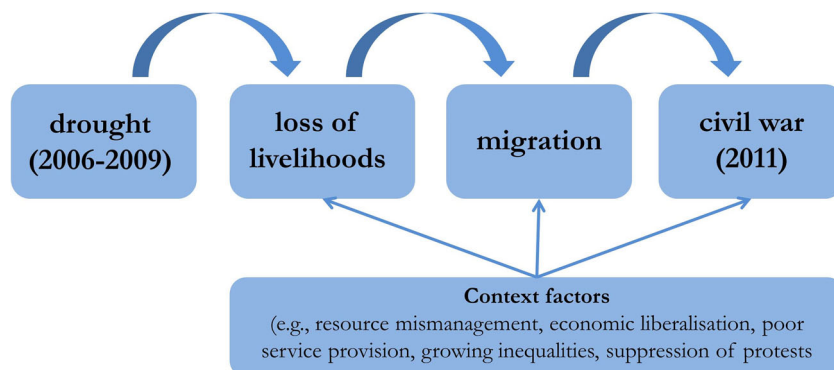 drought
(2006-2009)
loss of
livelihoods
migration
civil war
(2011)
Context factors
(e.g., resource mismanagement, economic liberalisation, poor
service provision, growing inequalities, suppression of protests